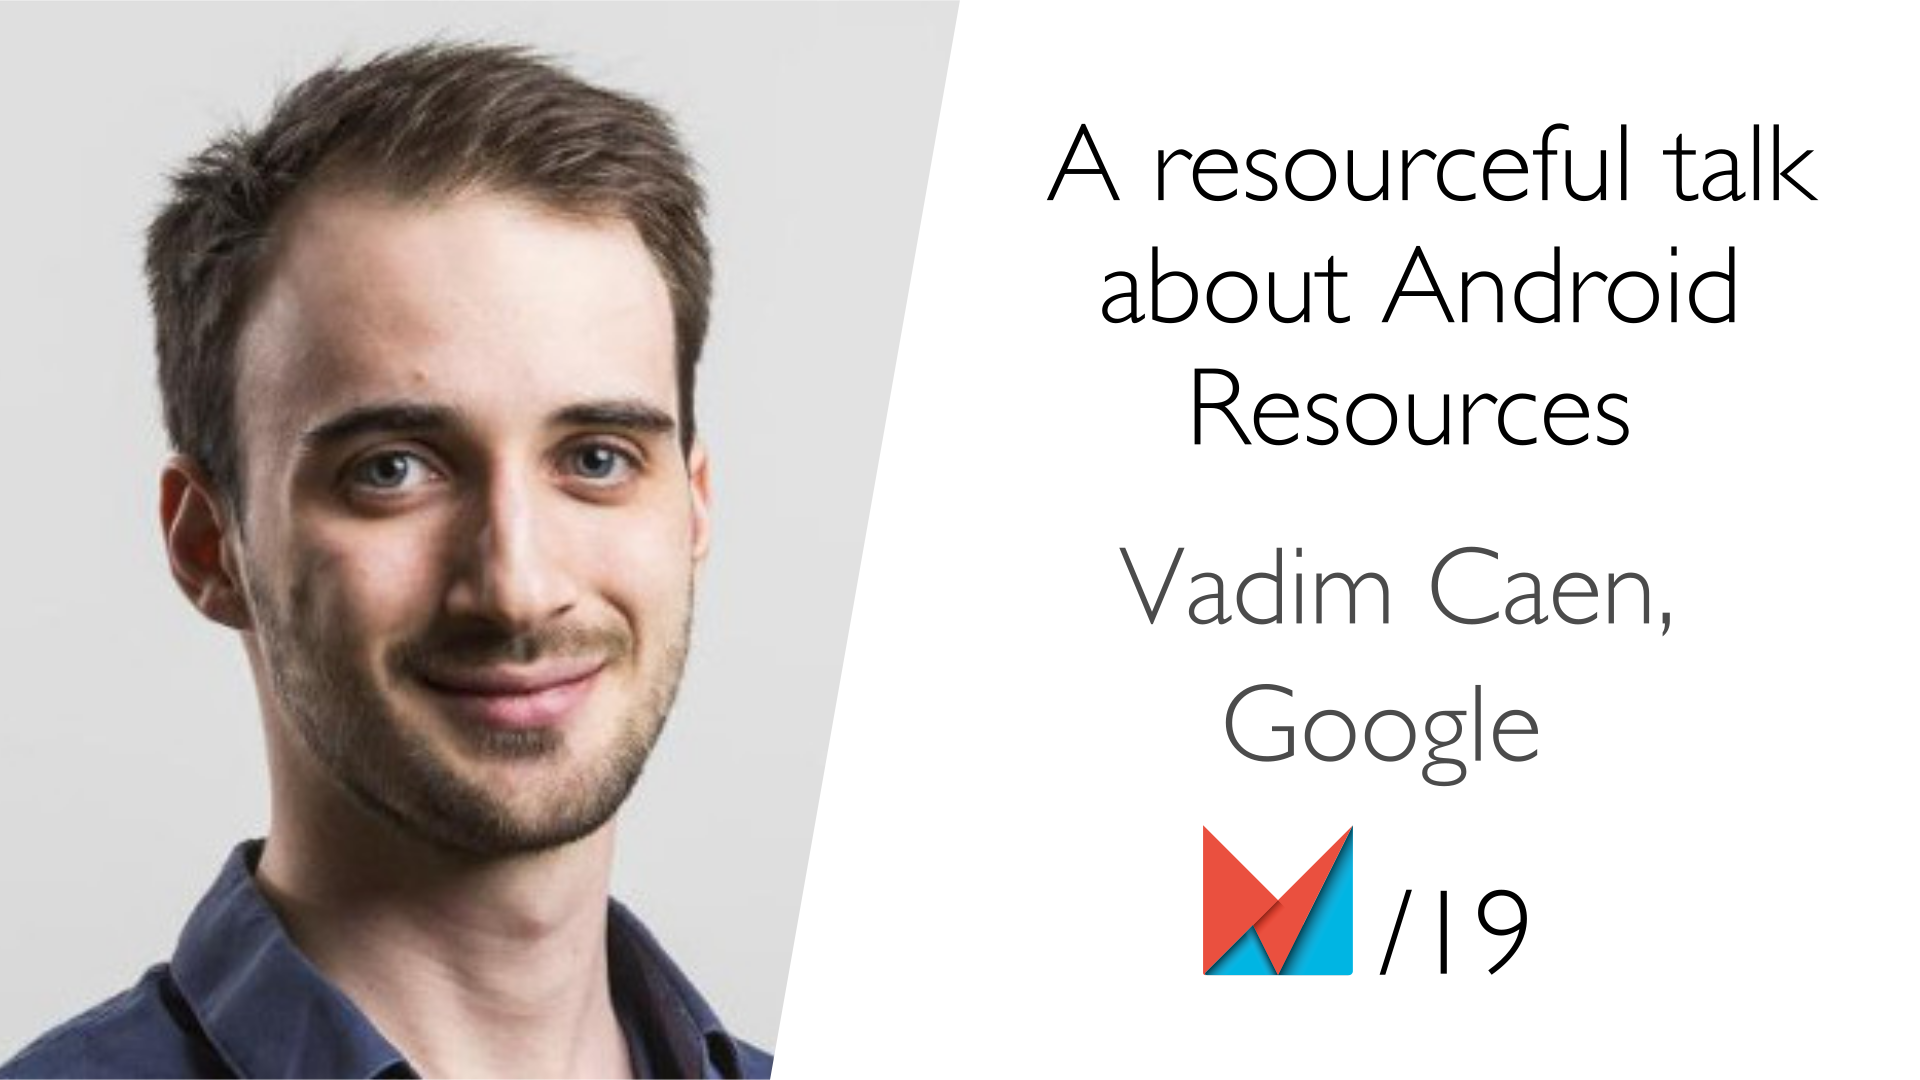 A resourceful talk
about Android
Resources
Vadim Caen,
Google
/19